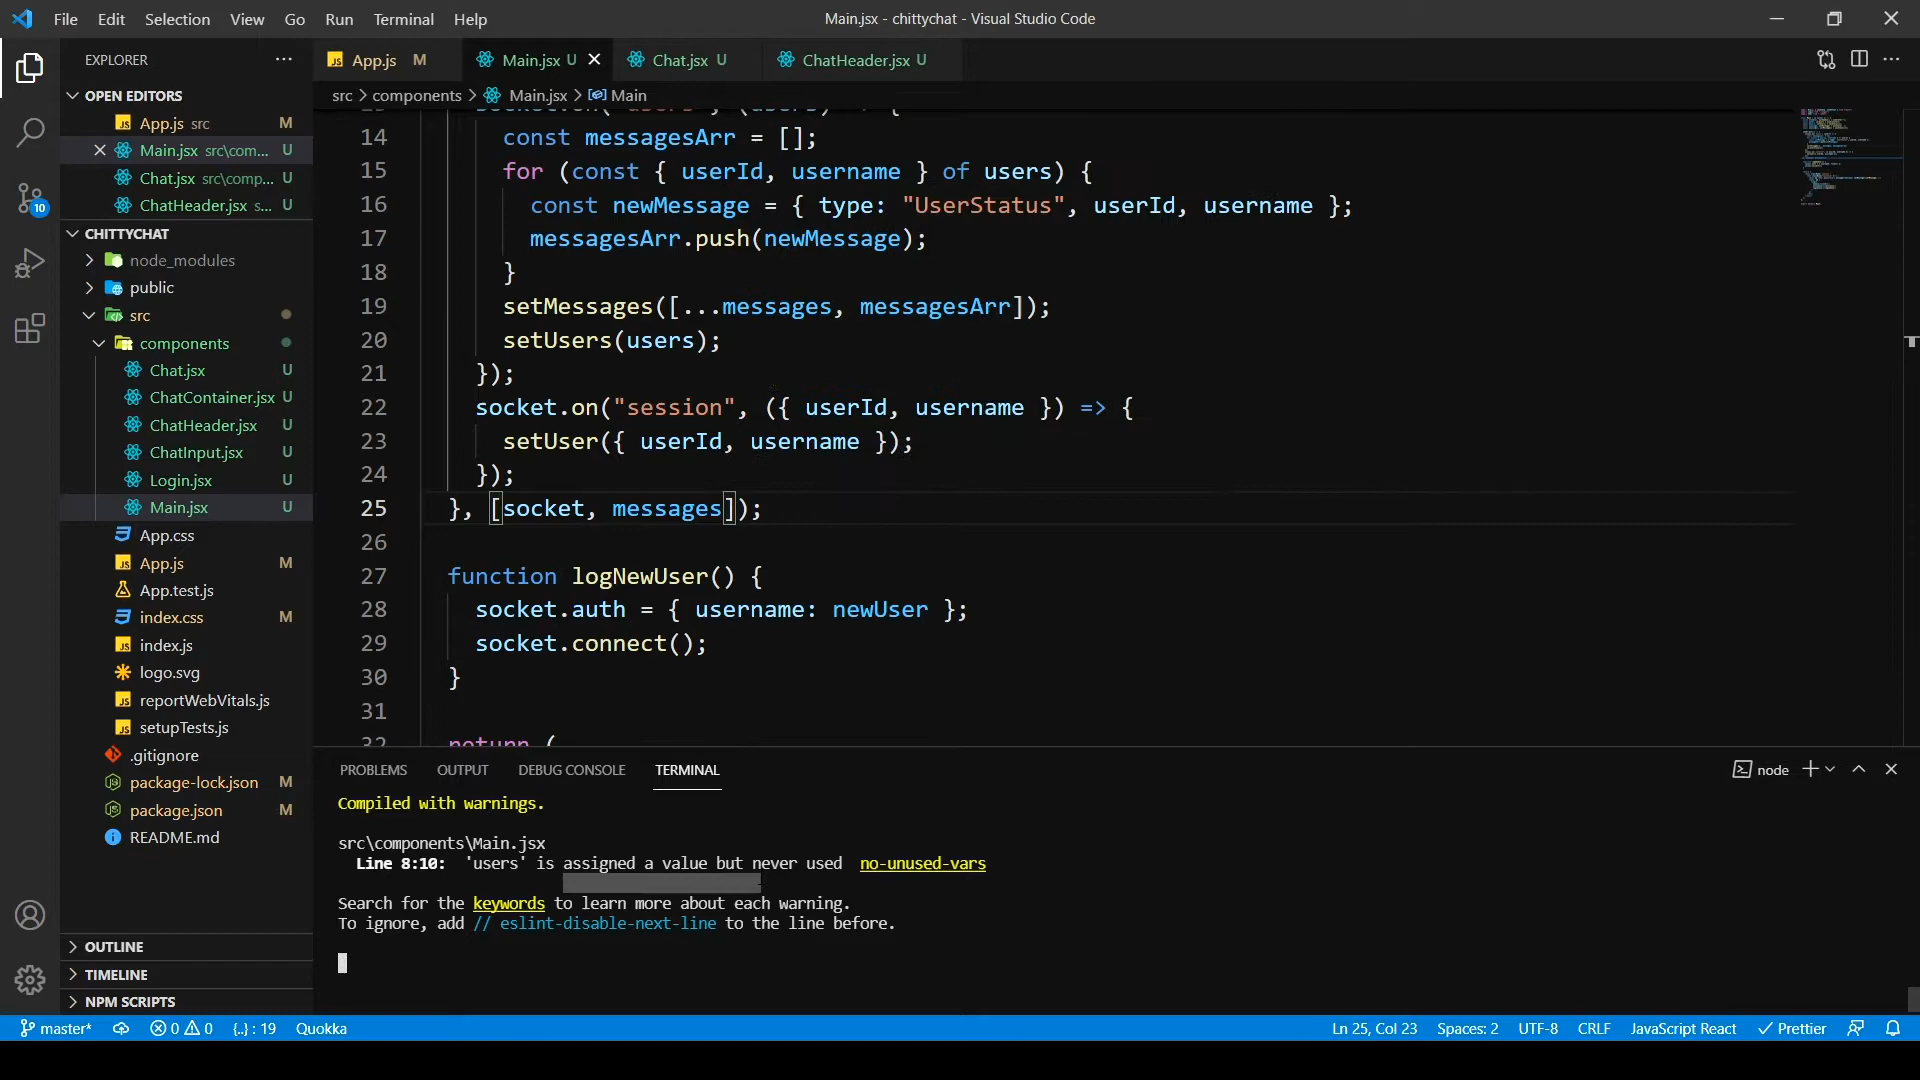 File Edit Selection View Go Run Terminal Help
Main.jsx - chittychat - Visual Studio Code
EXPLORER
OPEN EDITORS
App.js src M
Main.jsx src\com... U
Chat.jsx src\comp... U
ChatHeader.jsx s... U
CHITTYCHAT
node_modules
public
src
components
Chat.jsx U
ChatContainer.jsx U
ChatHeader.jsx U
ChatInput.jsx U
Login.jsx U
Main.jsx U
App.css
App.js M
App.test.js
index.css M
index.js
logo.svg
reportWebVitals.js
setupTests.js
.gitignore
package-lock.json M
package.json M
README.md
OUTLINE
TIMELINE
NPM SCRIPTS
App.js M
Main.jsx U
Chat.jsx U
ChatHeader.jsx U
src > components > Main.jsx > Main
14 const messagesArr = [];
15 for (const { userId, username } of users) {
16 const newMessage = { type: "UserStatus", userId, username };
17 messagesArr.push(newMessage);
18 }
19 setMessages([...messages, messagesArr]);
20 setUsers(users);
21 });
22 socket.on("session", ({ userId, username }) => {
23 setUser({ userId, username });
24 });
25 }, [socket, messages]);
26
27 function logNewUser() {
28 socket.auth = { username: newUser };
29 socket.connect();
30 }
31
32 return (
PROBLEMS OUTPUT DEBUG CONSOLE TERMINAL
node
Compiled with warnings.
src\components\Main.jsx
Line 8:10: 'users' is assigned a value but never used no-unused-vars
Search for the keywords to learn more about each warning.
To ignore, add // eslint-disable-next-line to the line before.
master* 0 0 {..} : 19 Quokka
Ln 25, Col 23 Spaces: 2 UTF-8 CRLF JavaScript React Prettier
10